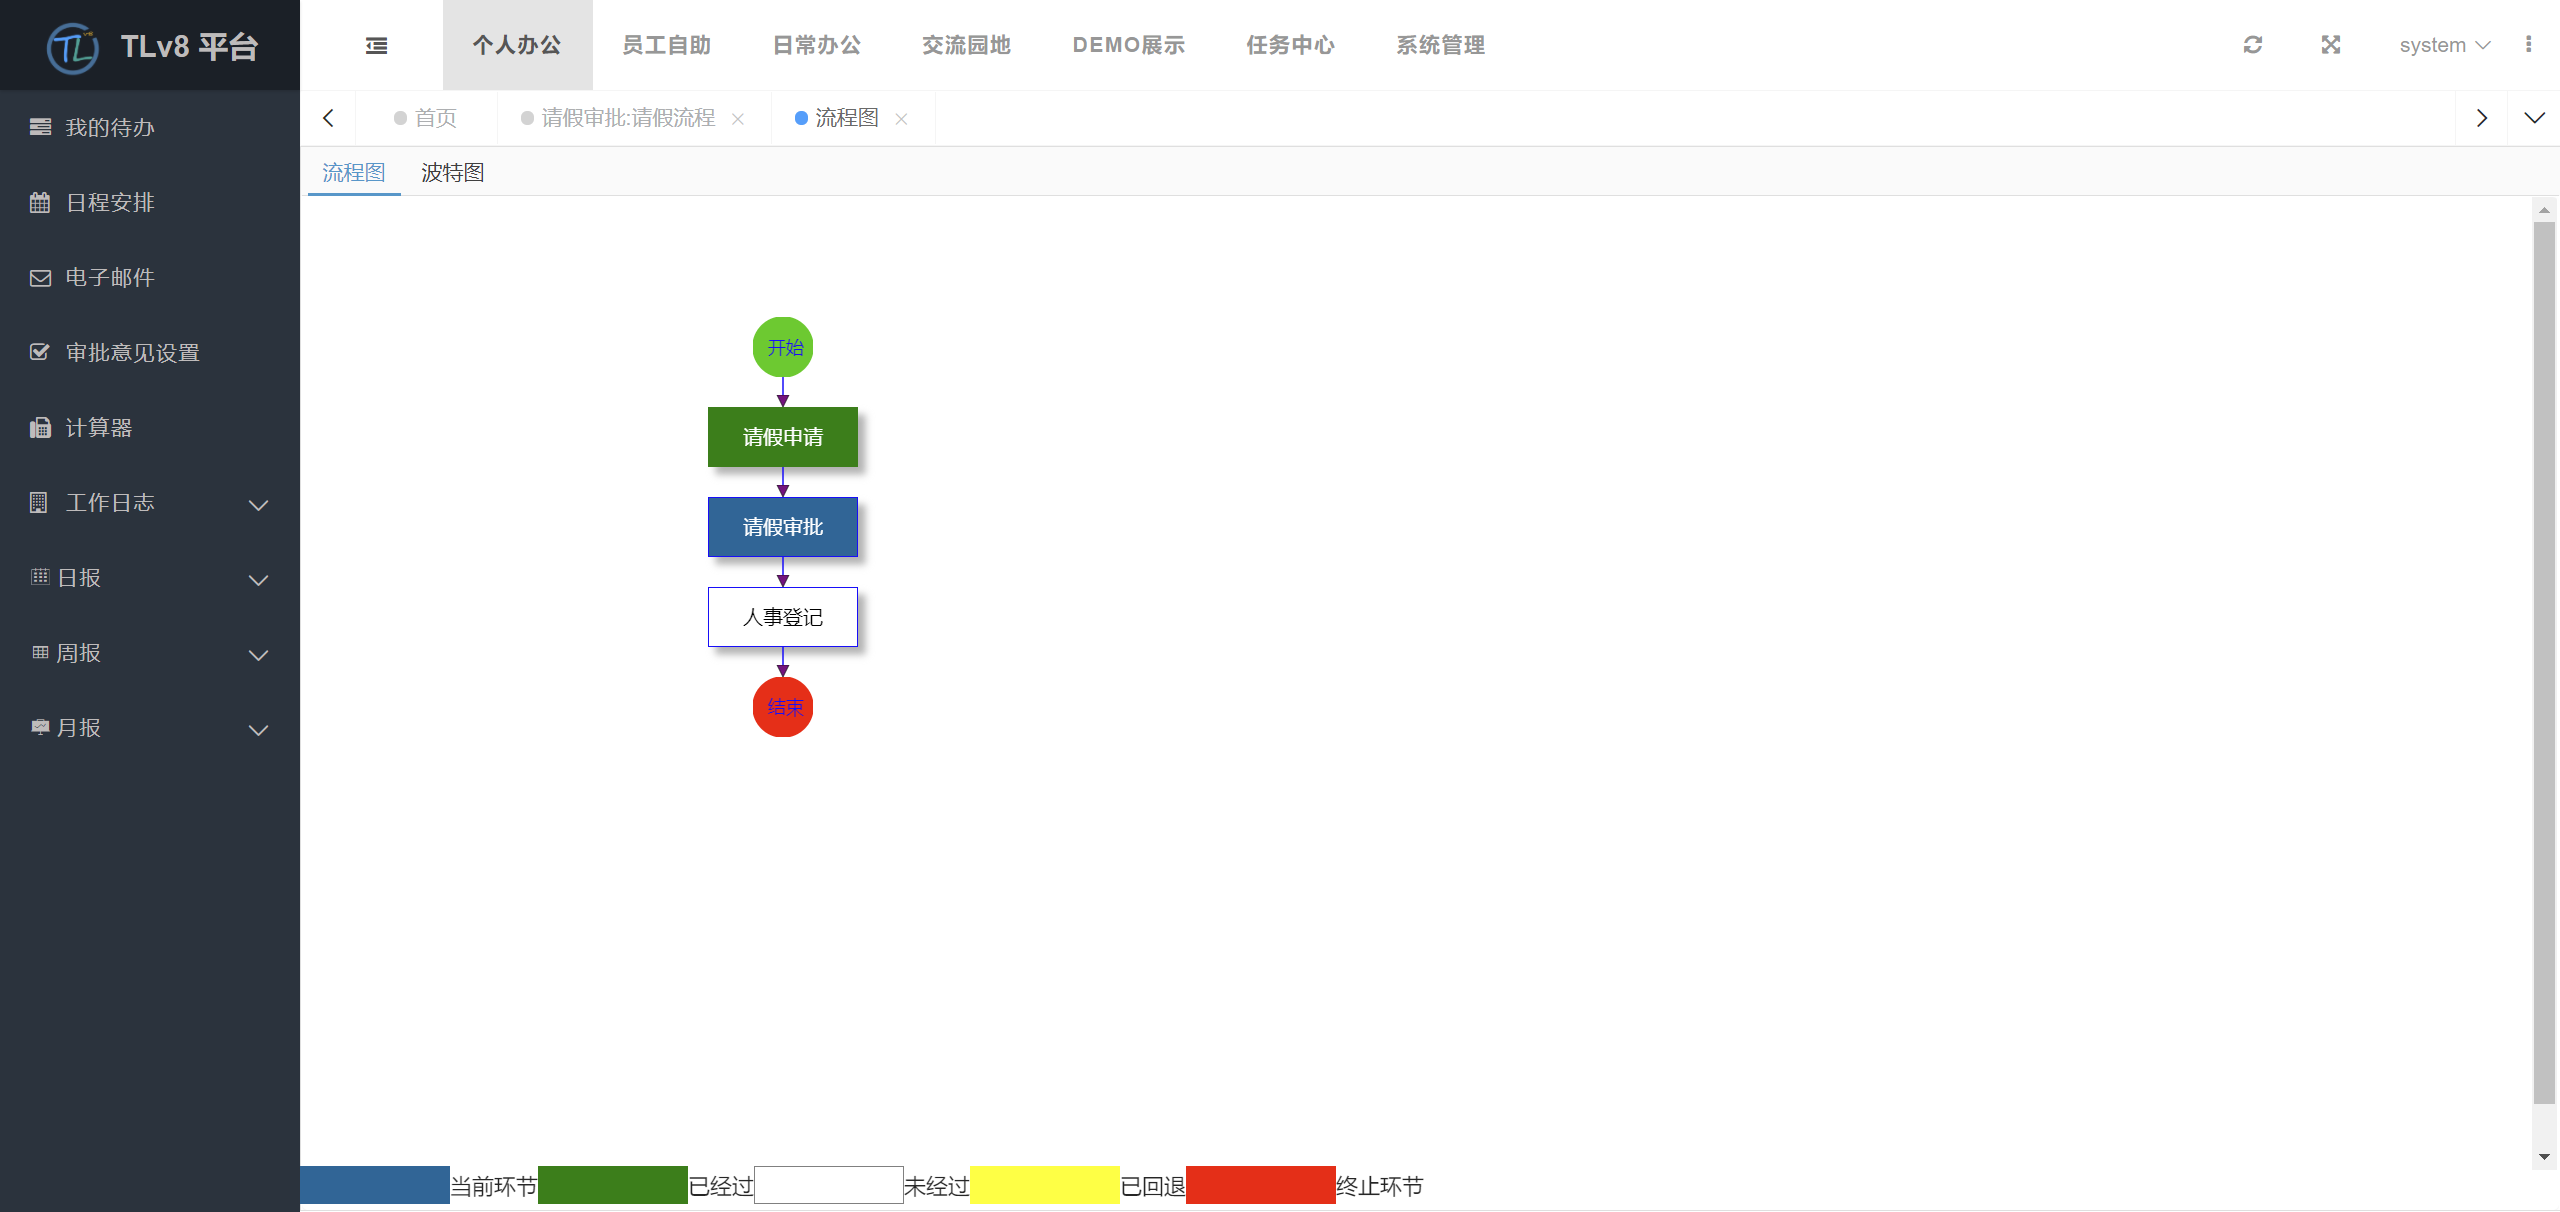 TLv8 平台
个人办公 员工自助 日常办公 交流园地 DEMO展示 任务中心 系统管理 system
首页 请假审批:请假流程 流程图
流程图 波特图
我的待办
日程安排
电子邮件
审批意见设置
计算器
工作日志
日报
周报
月报
开始
请假申请
请假审批
人事登记
结束
当前环节 已经过 未经过 已回退 终止环节